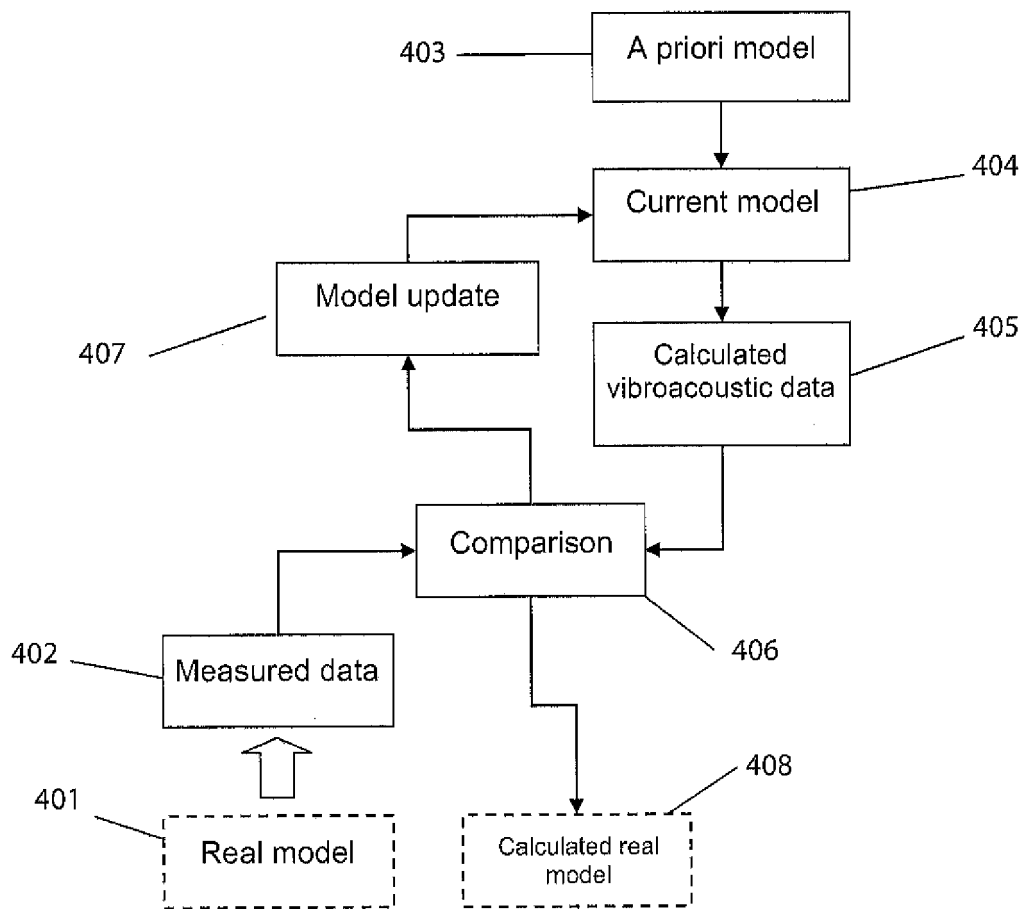 403
A priori model
404
Current model
Model update
407
405
Calculated
vibroacoustic data
Comparison
406
402
Measured data
408
401
Real model
Calculated real
model